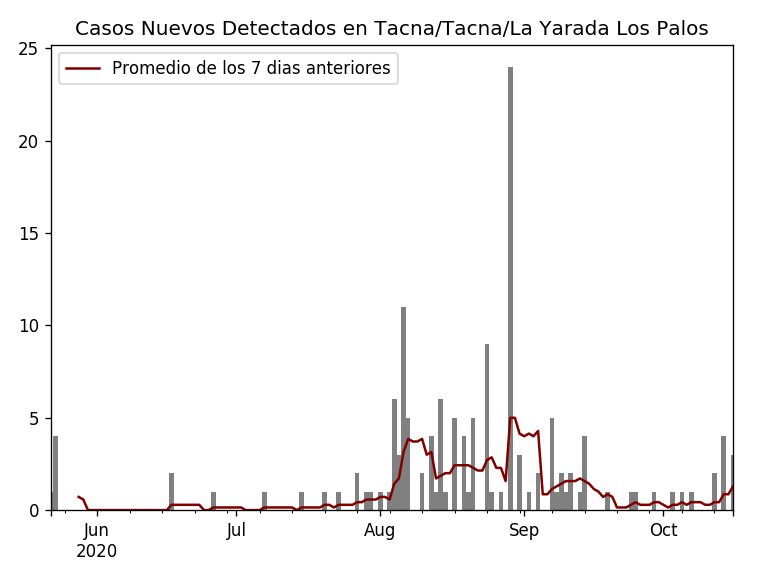 Casos Nuevos Detectados en Tacna/Tacna/La Yarada Los Palos
Promedio de los 7 dias anteriores
25
20
15
10
5
0
Jun
2020
Jul
Aug
Sep
Oct